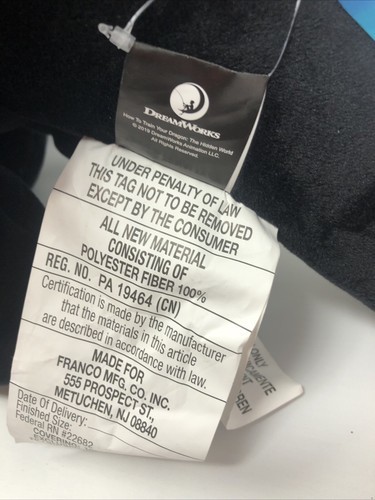 DREAMWORKS
How To Train Your Dragon: The Hidden World
© 2018 DreamWorks Animation LLC.
All Rights Reserved.
UNDER PENALTY OF LAW
THIS TAG NOT TO BE REMOVED
EXCEPT BY THE CONSUMER
ALL NEW MATERIAL
CONSISTING OF
POLYESTER FIBER 100%
REG. NO. PA 19464 (CN)
Certification is made by the manufacturer
that the materials in this article
are described in accordance with law.
MADE FOR
FRANCO MFG. CO. INC.
555 PROSPECT ST.,
METUCHEN, NJ 08840
Date Of Delivery:
Finished Size:
Federal RN #22682
COVERING
ONLY